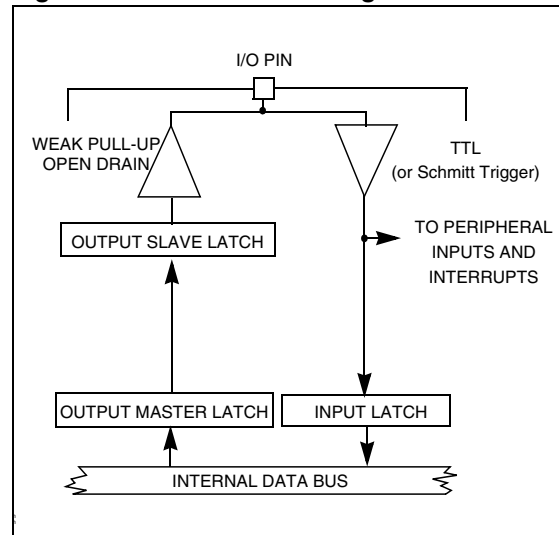 I/O PIN
WEAK PULL-UP
OPEN DRAIN
TTL
(or Schmitt Trigger)
TO PERIPHERAL
INPUTS AND
INTERRUPTS
OUTPUT SLAVE LATCH
OUTPUT MASTER LATCH
INPUT LATCH
INTERNAL DATA BUS